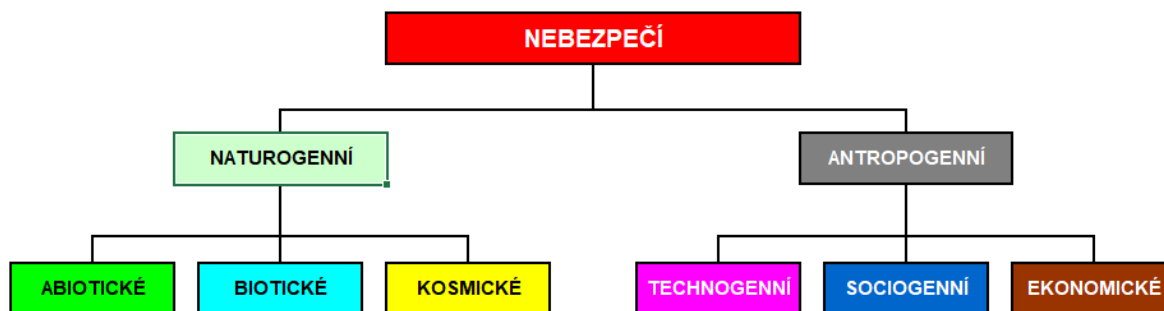 NEBEZPEČÍ
NATUROGENNÍ
ANTROPOGENNÍ
ABIOTICKÉ
BIOTICKÉ
KOSMICKÉ
TECHNOGENNÍ
SOCIOGENNÍ
EKONOMICKÉ